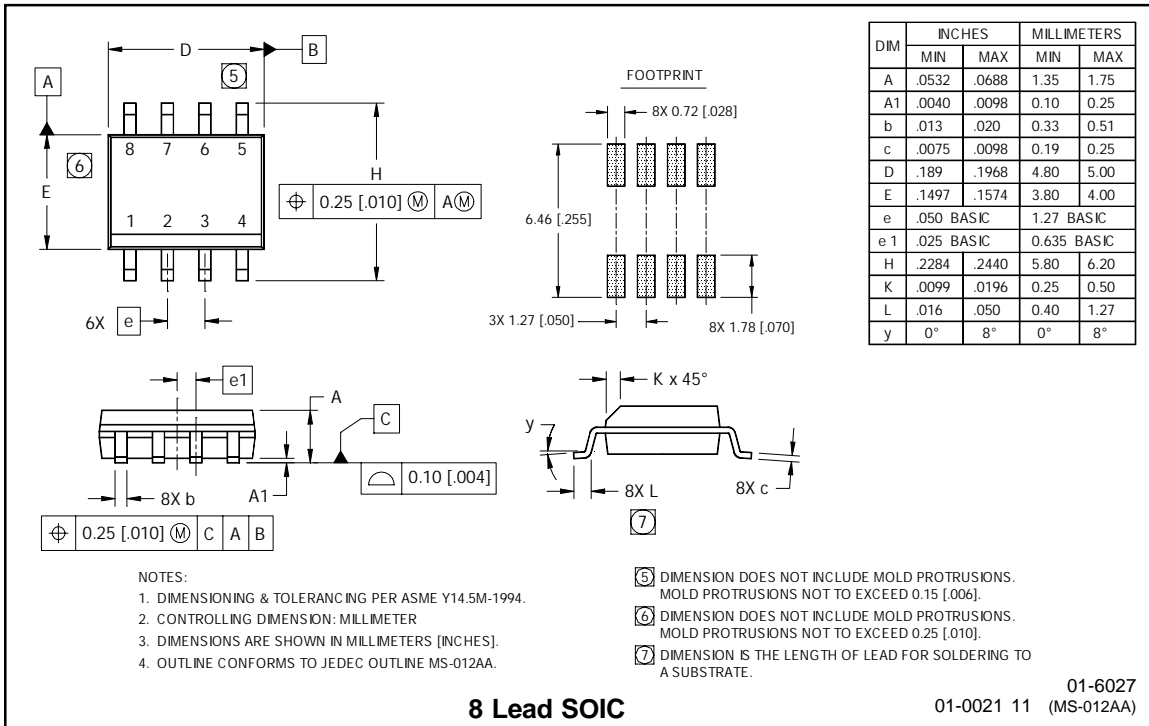 D
B
5
A
8 7 6 5
6
E
H
⌖ 0.25 [.010] Ⓜ AⓂ
1 2 3 4
6X e
FOOTPRINT
8X 0.72 [.028]
6.46 [.255]
3X 1.27 [.050]
8X 1.78 [.070]
DIM INCHES MILLIMETERS
MIN MAX MIN MAX
A .0532 .0688 1.35 1.75
A1 .0040 .0098 0.10 0.25
b .013 .020 0.33 0.51
c .0075 .0098 0.19 0.25
D .189 .1968 4.80 5.00
E .1497 .1574 3.80 4.00
e .050 BASIC 1.27 BASIC
e1 .025 BASIC 0.635 BASIC
H .2284 .2440 5.80 6.20
K .0099 .0196 0.25 0.50
L .016 .050 0.40 1.27
y 0° 8° 0° 8°
e1
A
C
⌓ 0.10 [.004]
8X b
A1
⌖ 0.25 [.010] Ⓜ C A B
K x 45°
y
8X L
8X c
7
NOTES:
1. DIMENSIONING & TOLERANCING PER ASME Y14.5M-1994.
2. CONTROLLING DIMENSION: MILLIMETER
3. DIMENSIONS ARE SHOWN IN MILLIMETERS [INCHES].
4. OUTLINE CONFORMS TO JEDEC OUTLINE MS-012AA.
5 DIMENSION DOES NOT INCLUDE MOLD PROTRUSIONS.
MOLD PROTRUSIONS NOT TO EXCEED 0.15 [.006].
6 DIMENSION DOES NOT INCLUDE MOLD PROTRUSIONS.
MOLD PROTRUSIONS NOT TO EXCEED 0.25 [.010].
7 DIMENSION IS THE LENGTH OF LEAD FOR SOLDERING TO
A SUBSTRATE.
8 Lead SOIC
01-6027
01-0021 11 (MS-012AA)